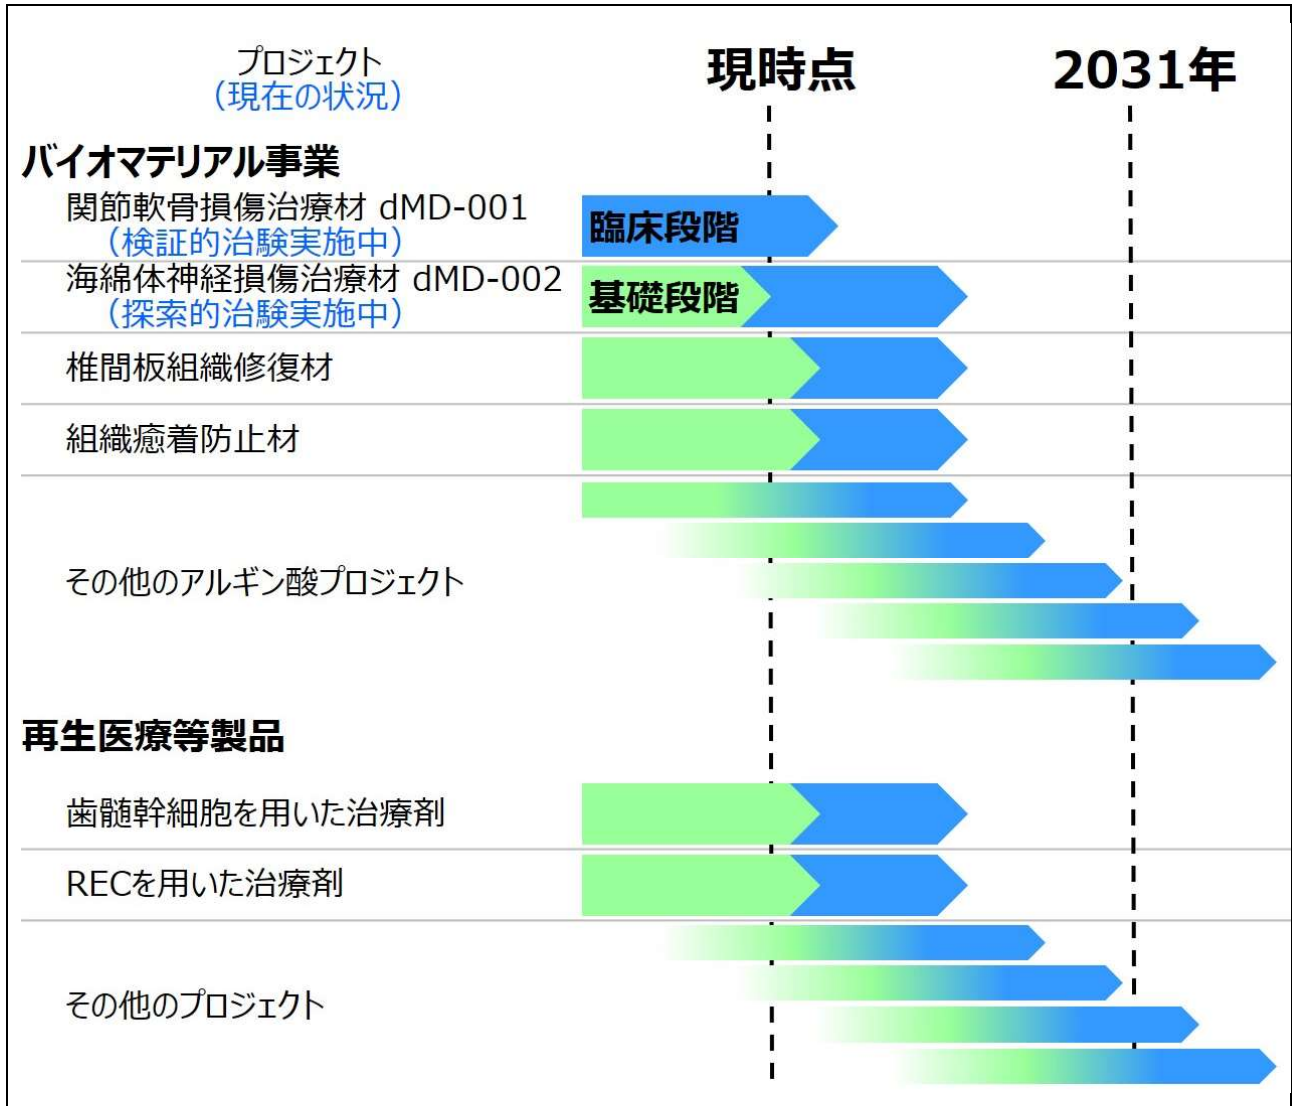 プロジェクト
（現在の状況）
現時点
2031年
バイオマテリアル事業
関節軟骨損傷治療材 dMD-001
（検証的治験実施中）
臨床段階
海綿体神経損傷治療材 dMD-002
（探索的治験実施中）
基礎段階
椎間板組織修復材
組織癒着防止材
その他のアルギン酸プロジェクト
再生医療等製品
歯髄幹細胞を用いた治療剤
RECを用いた治療剤
その他のプロジェクト